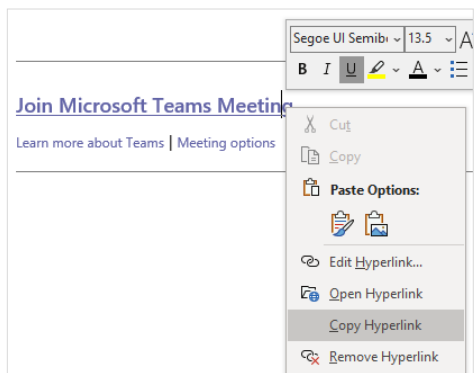 Segoe UI Semib 13.5 A
B I U A
Join Microsoft Teams Meeting
Learn more about Teams | Meeting options
Cut
Copy
Paste Options:
Edit Hyperlink...
Open Hyperlink
Copy Hyperlink
Remove Hyperlink